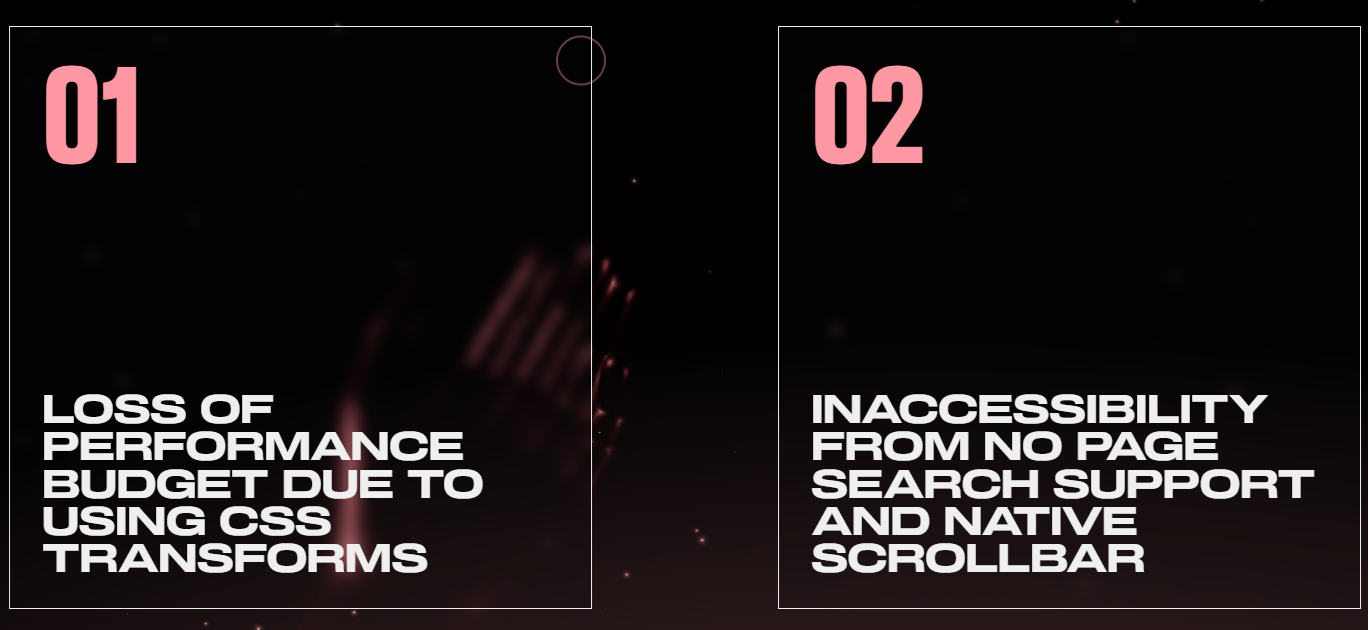 01
LOSS OF
PERFORMANCE
BUDGET DUE TO
USING CSS
TRANSFORMS
02
INACCESSIBILITY
FROM NO PAGE
SEARCH SUPPORT
AND NATIVE
SCROLLBAR